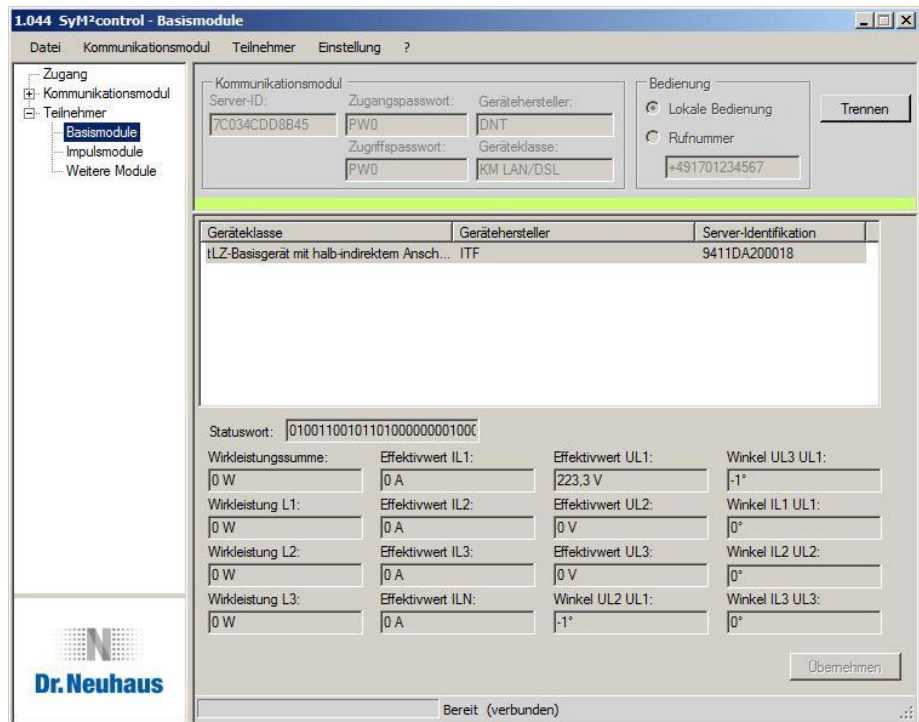 1.044 SyM²control - Basismodule
Datei Kommunikationsmodul Teilnehmer Einstellung ?
Zugang
Kommunikationsmodul
Teilnehmer
Basismodule
Impulsmodule
Weitere Module
Kommunikationsmodul
Server-ID: Zugangspasswort: Gerätehersteller:
7C034CDD8B45 PW0 DNT
Zugriffspasswort: Geräteklasse:
PW0 KM LAN/DSL
Bedienung
Lokale Bedienung
Rufnummer
+491701234567
Trennen
Geräteklasse Gerätehersteller Server-Identifikation
tLZ-Basisgerät mit halb-indirektem Ansch... ITF 9411DA200018
Statuswort: 010011001011010000000001000
Wirkleistungssumme: Effektivwert IL1: Effektivwert UL1: Winkel UL3 UL1:
0 W 0 A 223,3 V -1°
Wirkleistung L1: Effektivwert IL2: Effektivwert UL2: Winkel IL1 UL1:
0 W 0 A 0 V 0°
Wirkleistung L2: Effektivwert IL3: Effektivwert UL3: Winkel IL2 UL2:
0 W 0 A 0 V 0°
Wirkleistung L3: Effektivwert ILN: Winkel UL2 UL1: Winkel IL3 UL3:
0 W 0 A -1° 0°
Übernehmen
N
Dr.Neuhaus
Bereit (verbunden)